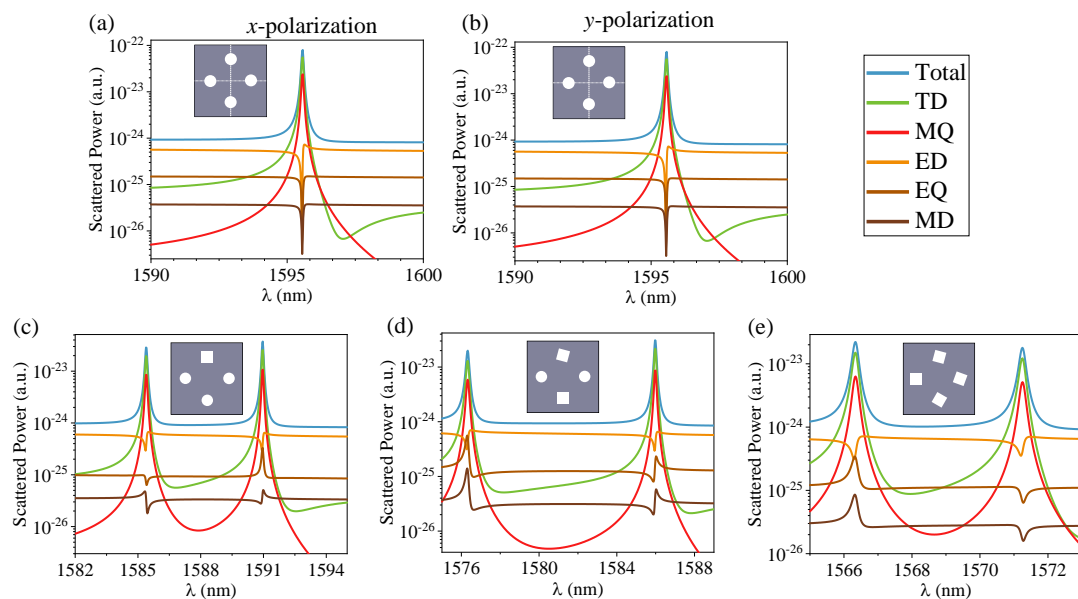 x-polarization
y-polarization
(a)
(b)
10^-22
10^-23
10^-24
10^-25
10^-26
Scattered Power (a.u.)
1590
1595
1600
λ (nm)
10^-22
10^-23
10^-24
10^-25
10^-26
Scattered Power (a.u.)
1590
1595
1600
λ (nm)
Total
TD
MQ
ED
EQ
MD
(c)
(d)
(e)
10^-23
10^-24
10^-25
10^-26
Scattered Power (a.u.)
1582
1585
1588
1591
1594
λ (nm)
10^-23
10^-24
10^-25
10^-26
Scattered Power (a.u.)
1576
1580
1584
1588
λ (nm)
10^-23
10^-24
10^-25
10^-26
Scattered Power (a.u.)
1566
1568
1570
1572
λ (nm)